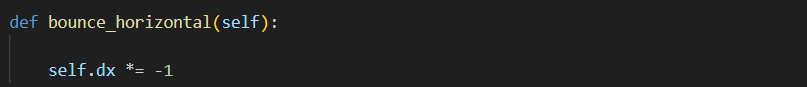 def bounce_horizontal(self):
    self.dx *= -1